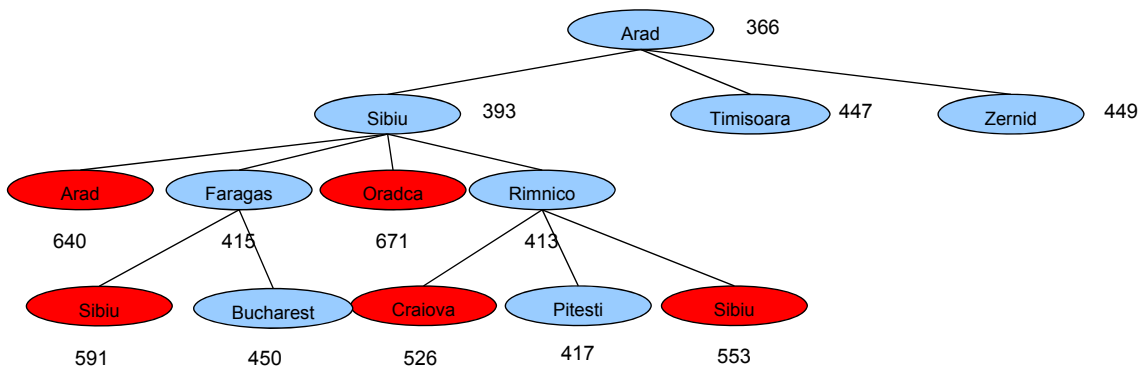 Arad 366
Sibiu 393 Timisoara 447 Zernid 449
Arad Faragas Oradca Rimnico
640 415 671 413
Sibiu Bucharest Craiova Pitesti Sibiu
591 450 526 417 553